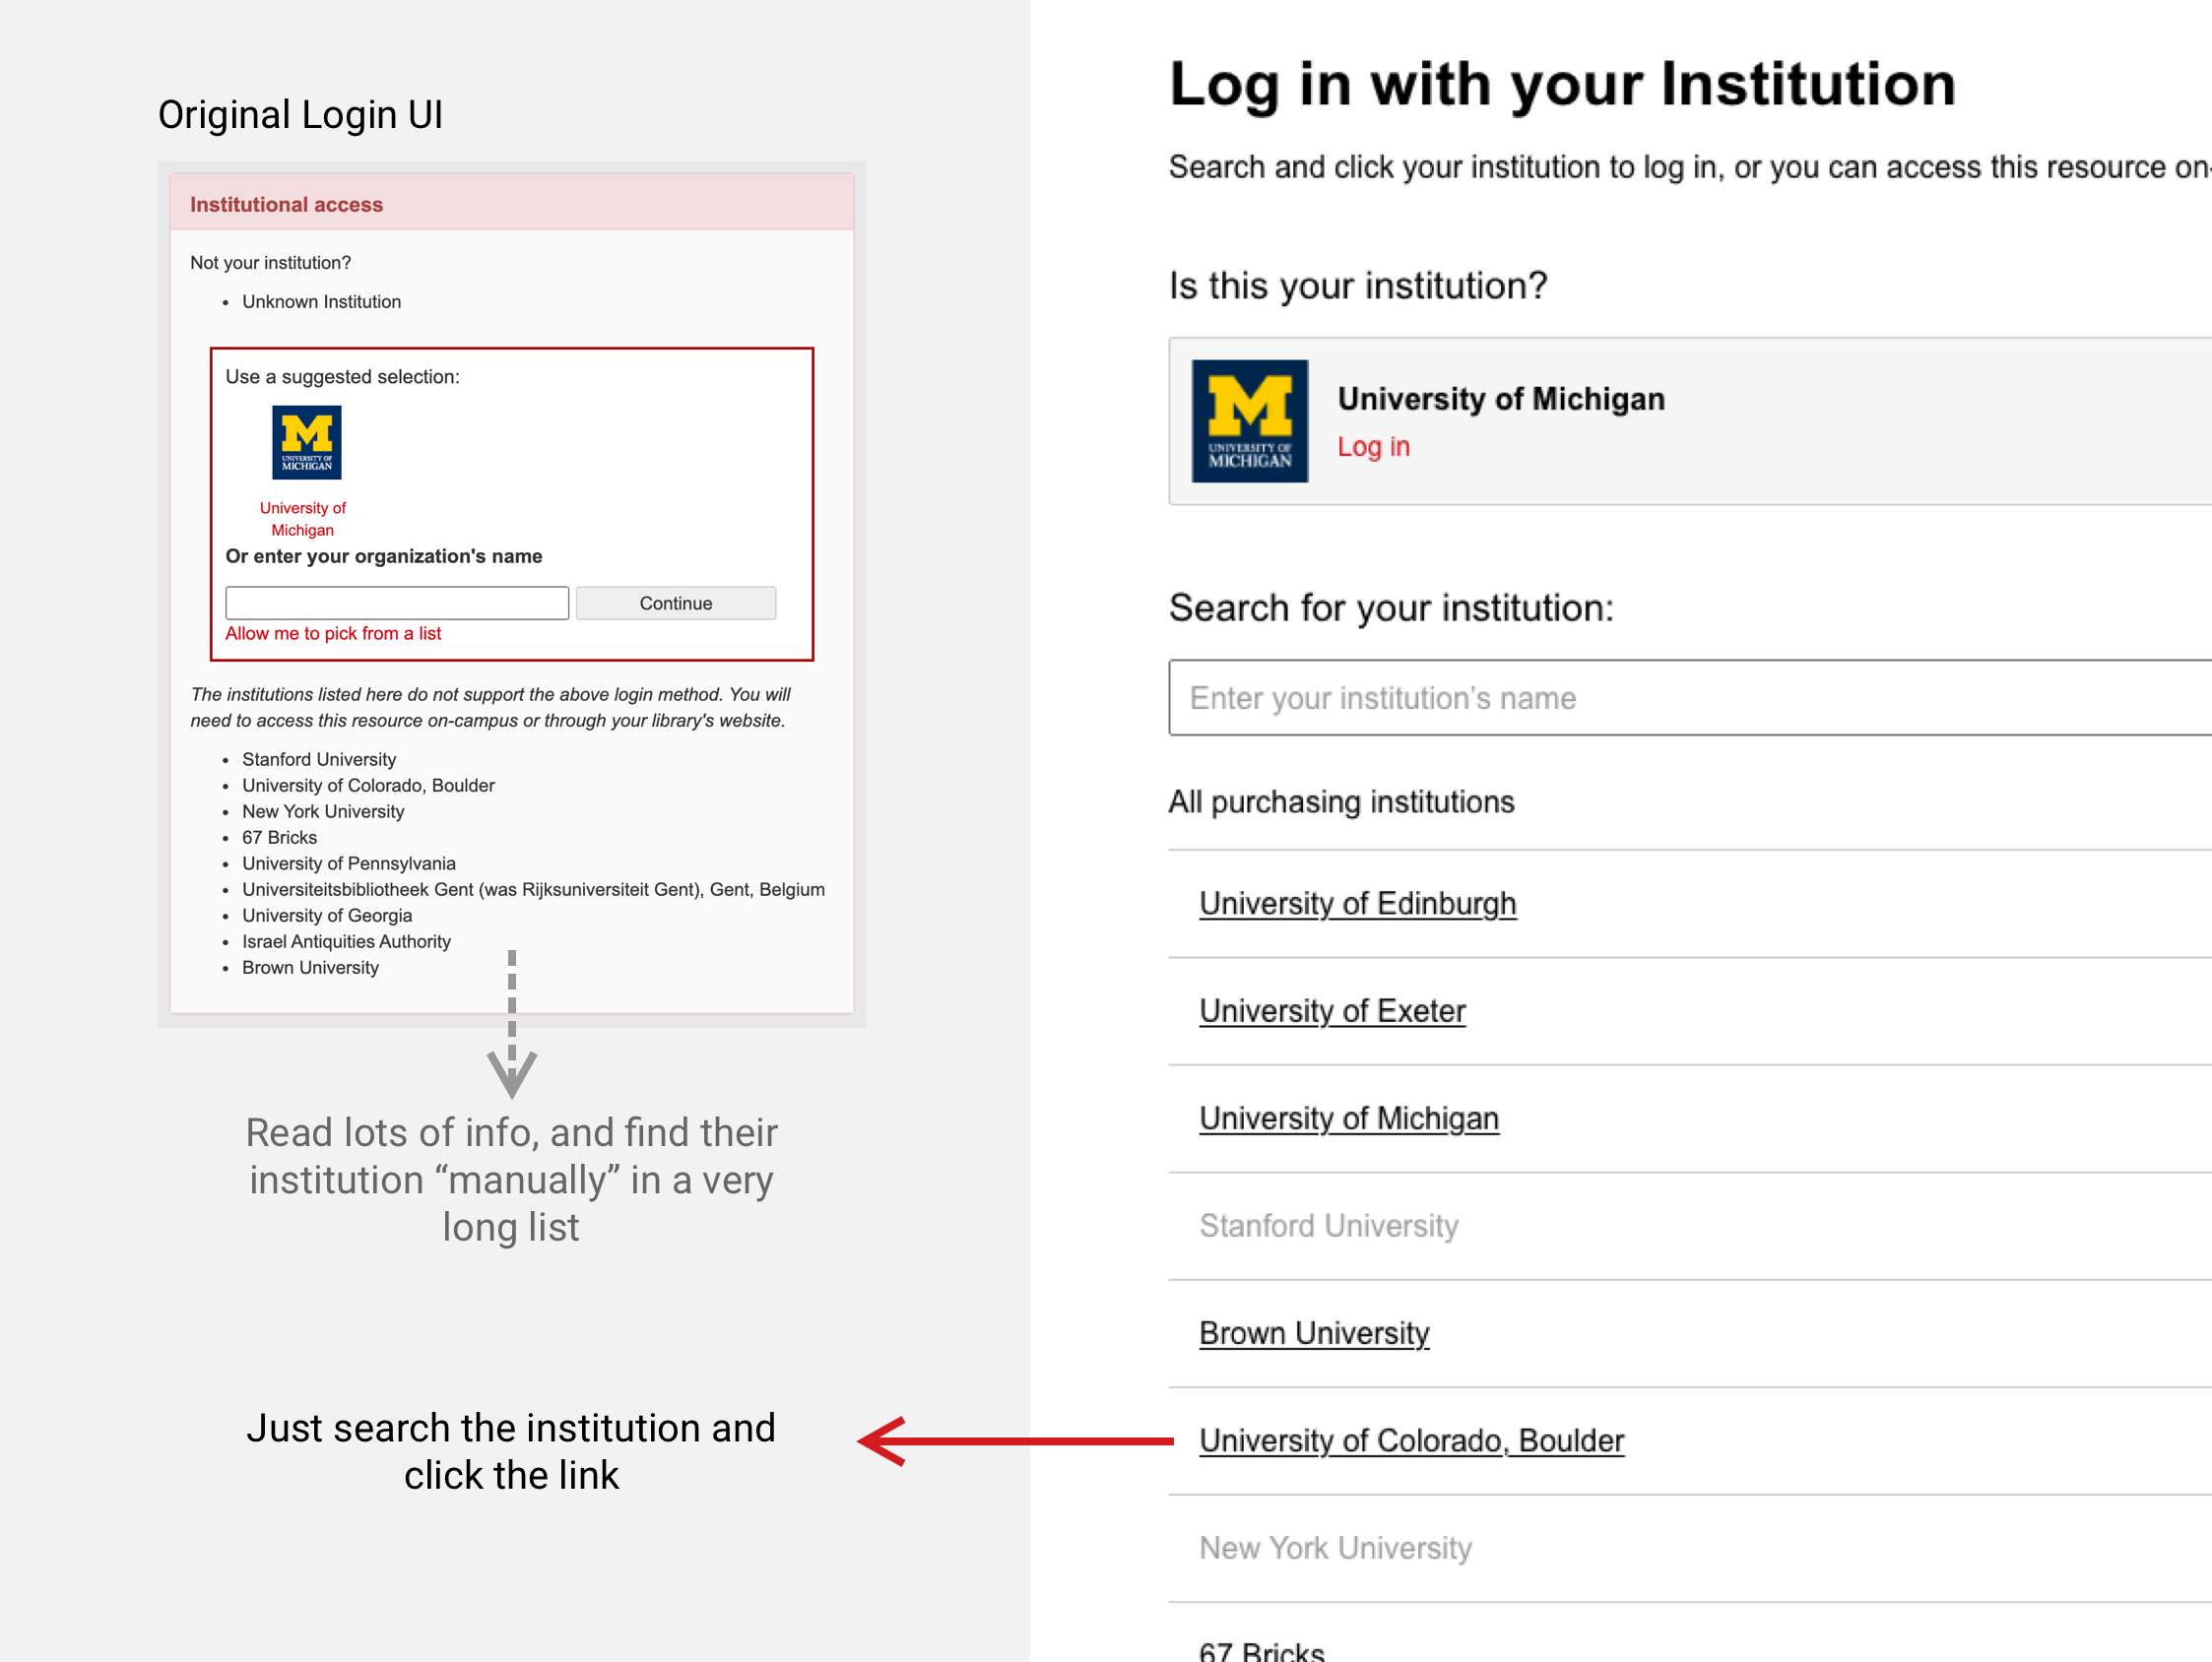 Original Login UI
Institutional access
Not your institution?
• Unknown Institution
Use a suggested selection:
M
UNIVERSITY OF
MICHIGAN
University of
Michigan
Or enter your organization's name
Continue
Allow me to pick from a list
The institutions listed here do not support the above login method. You will
need to access this resource on-campus or through your library's website.
• Stanford University
• University of Colorado, Boulder
• New York University
• 67 Bricks
• University of Pennsylvania
• Universiteitsbibliotheek Gent (was Rijksuniversiteit Gent), Gent, Belgium
• University of Georgia
• Israel Antiquities Authority
• Brown University
Read lots of info, and find their
institution “manually” in a very
long list
Just search the institution and
click the link
Log in with your Institution
Search and click your institution to log in, or you can access this resource on-
Is this your institution?
M
UNIVERSITY OF
MICHIGAN
University of Michigan
Log in
Search for your institution:
Enter your institution's name
All purchasing institutions
University of Edinburgh
University of Exeter
University of Michigan
Stanford University
Brown University
University of Colorado, Boulder
New York University
67 Bricks